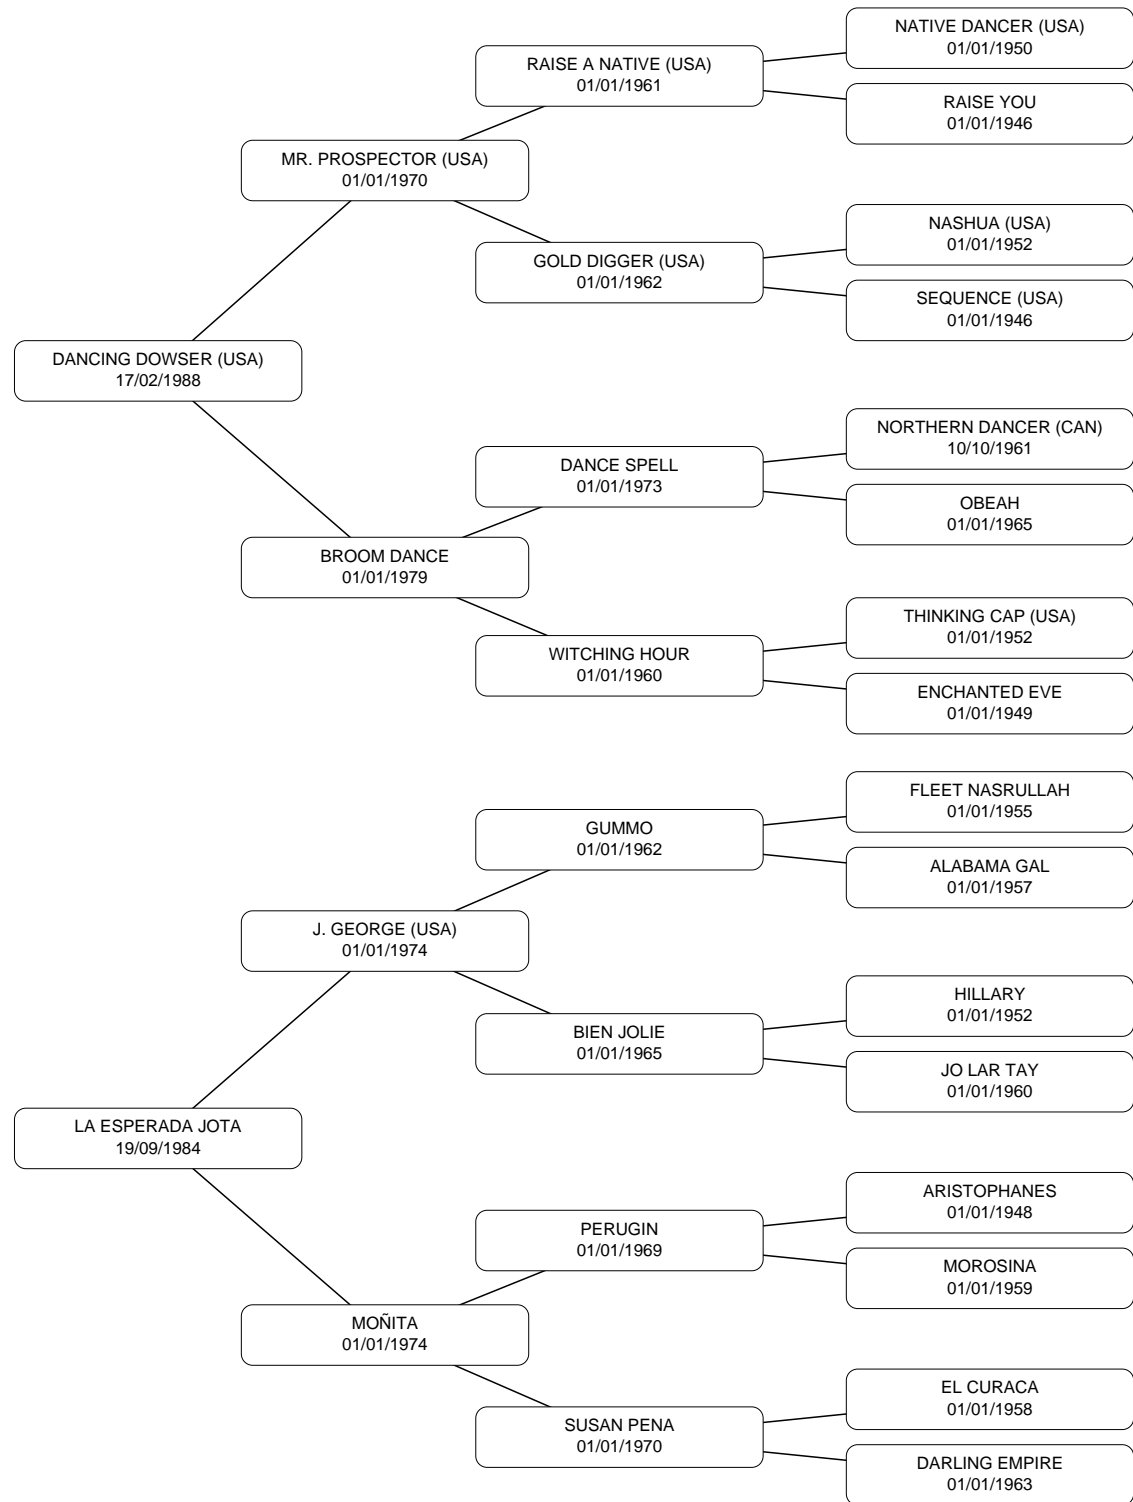 NATIVE DANCER (USA)
01/01/1950
RAISE A NATIVE (USA)
01/01/1961
RAISE YOU
01/01/1946
MR. PROSPECTOR (USA)
01/01/1970
NASHUA (USA)
01/01/1952
GOLD DIGGER (USA)
01/01/1962
SEQUENCE (USA)
01/01/1946
DANCING DOWSER (USA)
17/02/1988
NORTHERN DANCER (CAN)
10/10/1961
DANCE SPELL
01/01/1973
OBEAH
01/01/1965
BROOM DANCE
01/01/1979
THINKING CAP (USA)
01/01/1952
WITCHING HOUR
01/01/1960
ENCHANTED EVE
01/01/1949
FLEET NASRULLAH
01/01/1955
GUMMO
01/01/1962
ALABAMA GAL
01/01/1957
J. GEORGE (USA)
01/01/1974
HILLARY
01/01/1952
BIEN JOLIE
01/01/1965
JO LAR TAY
01/01/1960
LA ESPERADA JOTA
19/09/1984
ARISTOPHANES
01/01/1948
PERUGIN
01/01/1969
MOROSINA
01/01/1959
MOÑITA
01/01/1974
EL CURACA
01/01/1958
SUSAN PENA
01/01/1970
DARLING EMPIRE
01/01/1963